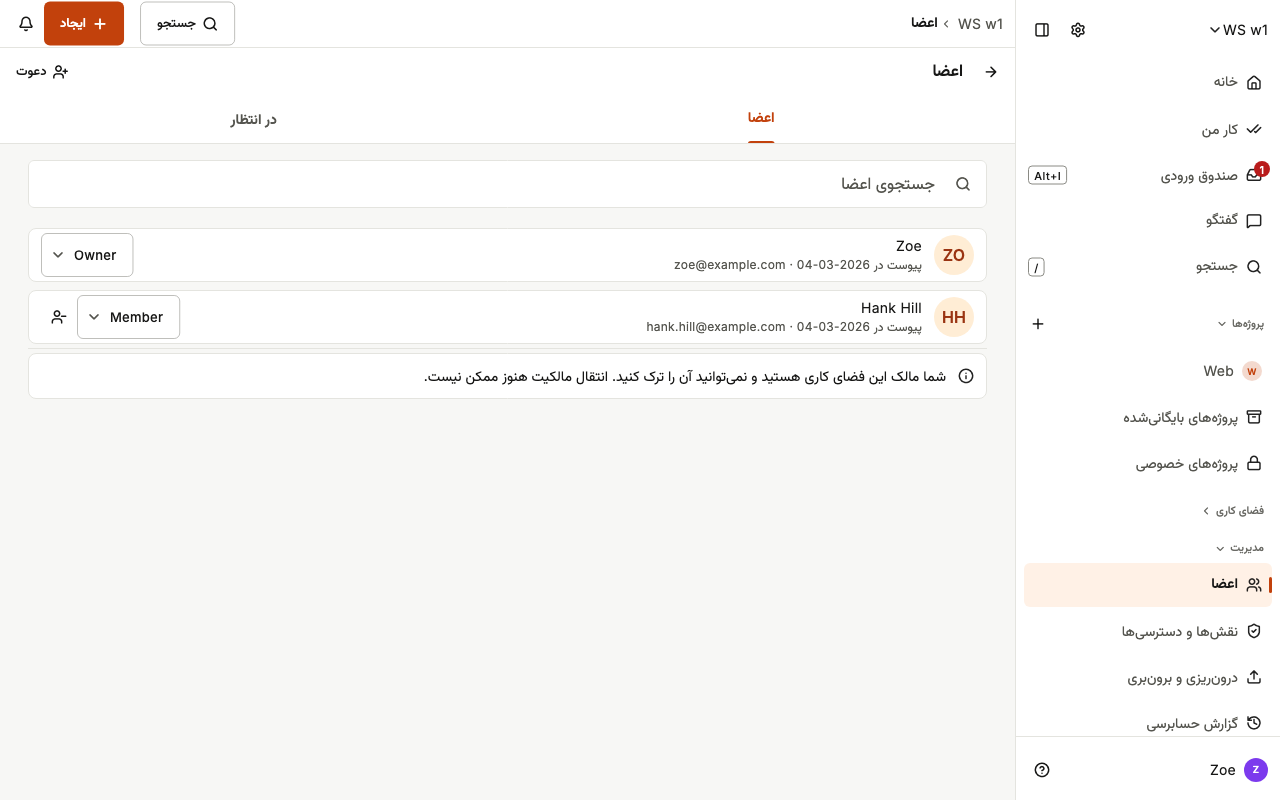 WS w1
خانه
کار من
1
صندوق ورودی
Alt+I
گفتگو
جستجو
/
پروژه‌ها
W
Web
پروژه‌های بایگانی‌شده
پروژه‌های خصوصی
فضای کاری
مدیریت
اعضا
نقش‌ها و دسترسی‌ها
درون‌ریزی و برون‌بری
گزارش حسابرسی
Z
Zoe
WS w1
اعضا
جستجو
ایجاد
اعضا
دعوت
اعضا
در انتظار
جستجوی اعضا
ZO
Zoe
zoe@example.com · پیوست در 2026-03-04
Owner
HH
Hank Hill
hank.hill@example.com · پیوست در 2026-03-04
Member
شما مالک این فضای کاری هستید و نمی‌توانید آن را ترک کنید. انتقال مالکیت هنوز ممکن نیست.